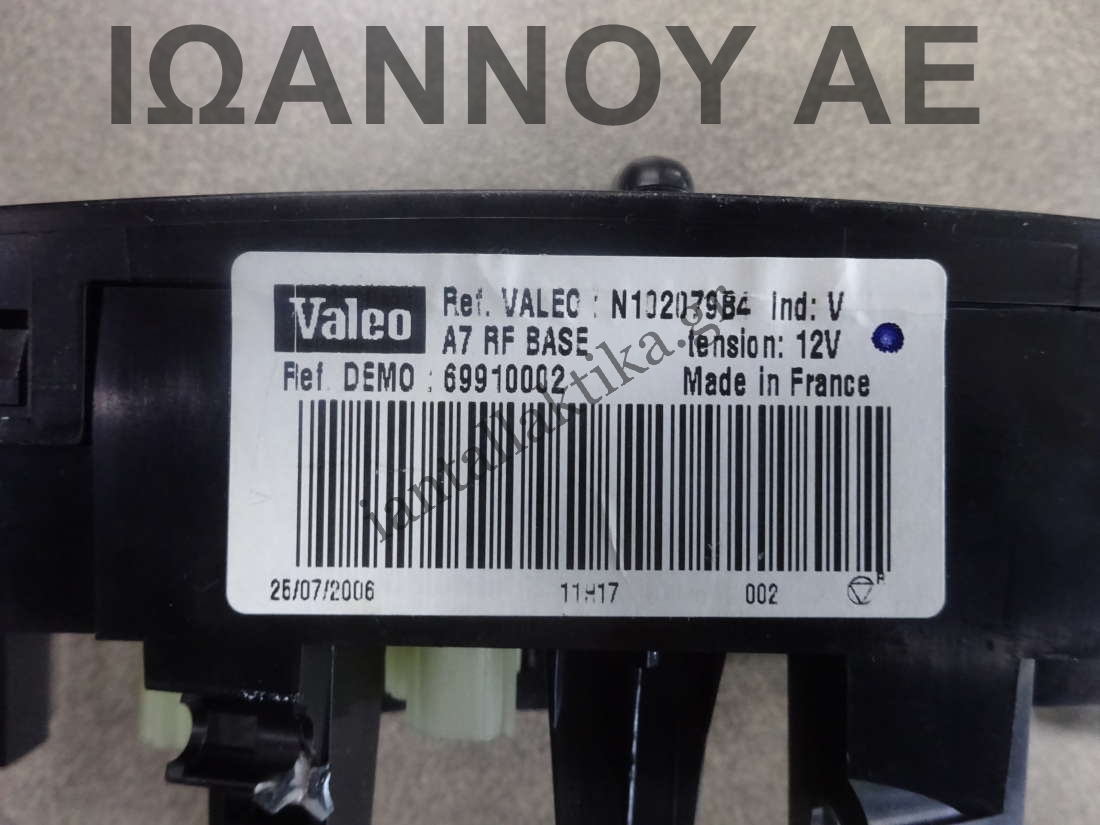 ΙΩΑΝΝΟΥ ΑΕ
Valeo
Ref. VALEO : N102079B4 Ind: V
A7 RF BASE tension: 12V
Ref. DEMO : 69910002 Made in France
iantallaktika.gr
25/07/2006 11H17 002
R